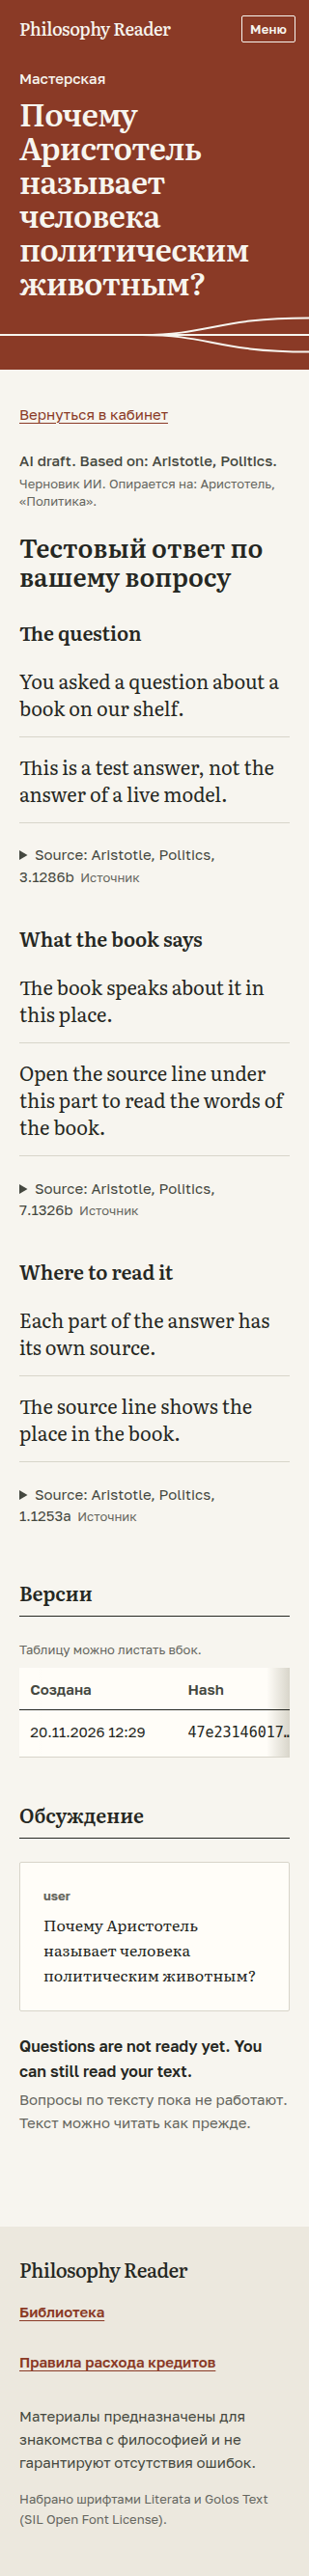 Philosophy Reader
Меню
Мастерская
Почему
Аристотель
называет
человека
политическим
животным?
Вернуться в кабинет
AI draft. Based on: Aristotle, Politics.
Черновик ИИ. Опирается на: Аристотель,
«Политика».
Тестовый ответ по
вашему вопросу
The question
You asked a question about a
book on our shelf.
This is a test answer, not the
answer of a live model.
▶ Source: Aristotle, Politics,
3.1286b Источник
What the book says
The book speaks about it in
this place.
Open the source line under
this part to read the words of
the book.
▶ Source: Aristotle, Politics,
7.1326b Источник
Where to read it
Each part of the answer has
its own source.
The source line shows the
place in the book.
▶ Source: Aristotle, Politics,
1.1253a Источник
Версии
Таблицу можно листать вбок.
Создана Hash
20.11.2026 12:29 47e23146017…
Обсуждение
user
Почему Аристотель
называет человека
политическим животным?
Questions are not ready yet. You
can still read your text.
Вопросы по тексту пока не работают.
Текст можно читать как прежде.
Philosophy Reader
Библиотека
Правила расхода кредитов
Материалы предназначены для
знакомства с философией и не
гарантируют отсутствия ошибок.
Набрано шрифтами Literata и Golos Text
(SIL Open Font License).